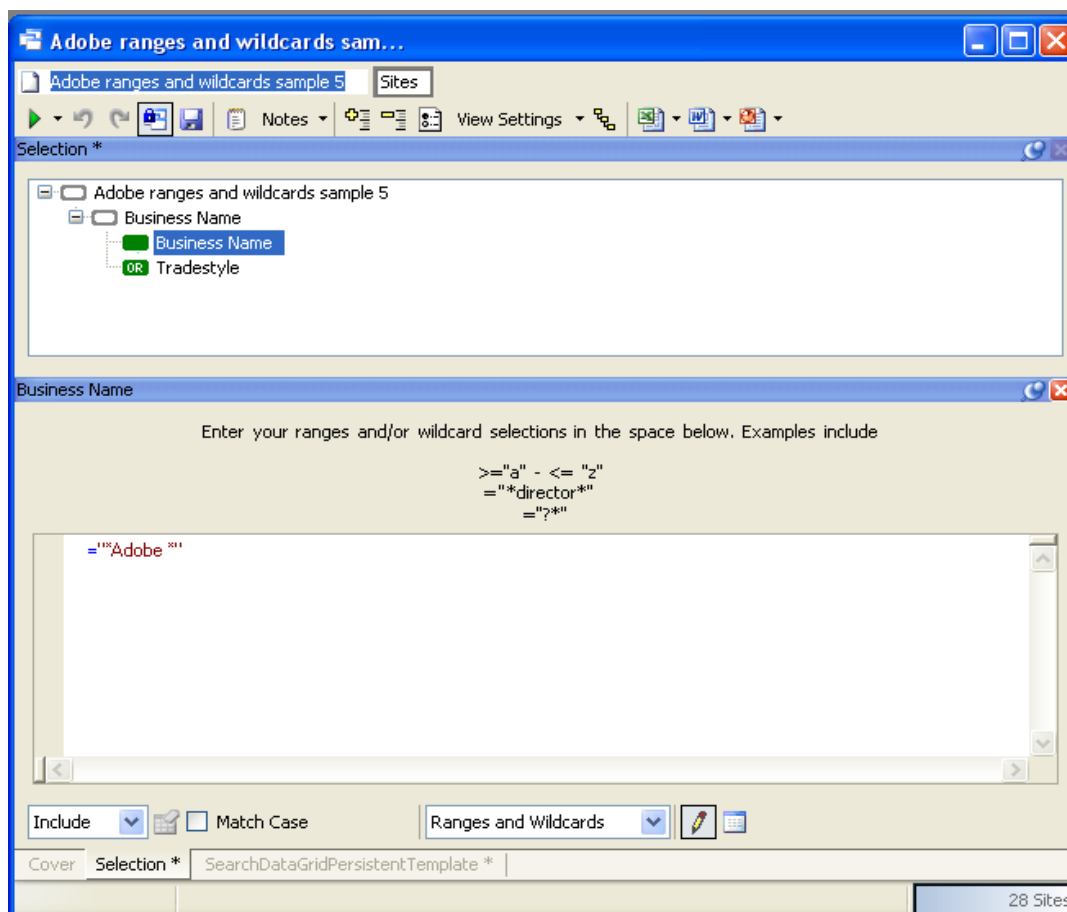 Adobe ranges and wildcards sam...
Adobe ranges and wildcards sample 5 Sites
Notes View Settings
Selection *
Adobe ranges and wildcards sample 5
Business Name
Business Name
OR Tradestyle
Business Name
Enter your ranges and/or wildcard selections in the space below. Examples include
>="a" - <= "z"
="*director*"
="?*"
="*Adobe *"
Include Match Case Ranges and Wildcards
Cover Selection * SearchDataGridPersistentTemplate *
28 Sites